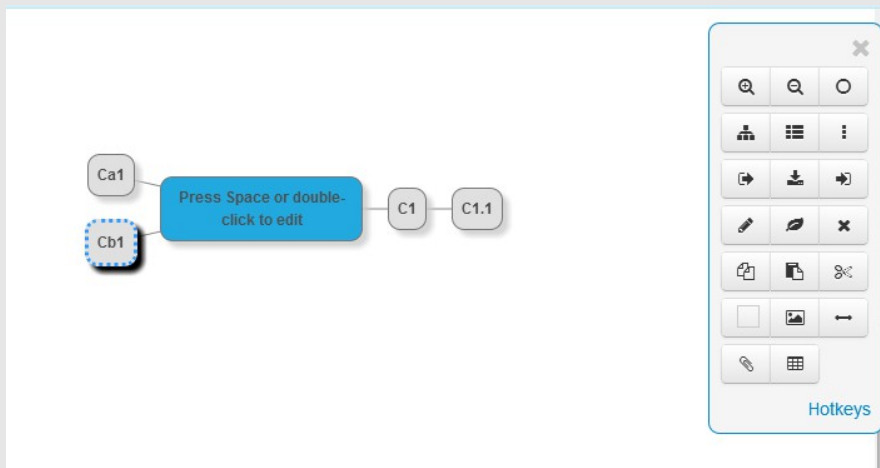 Ca1
Press Space or double-
click to edit
C1
C1.1
Cb1
Hotkeys